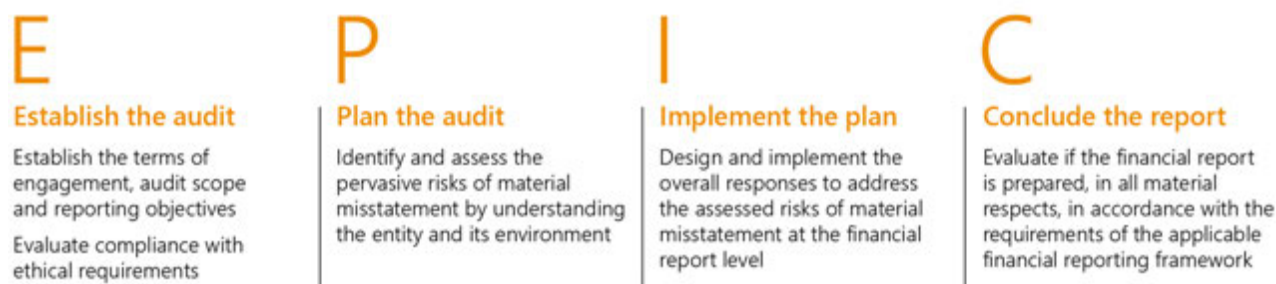 E
Establish the audit
Establish the terms of
engagement, audit scope
and reporting objectives
Evaluate compliance with
ethical requirements
P
Plan the audit
Identify and assess the
pervasive risks of material
misstatement by understanding
the entity and its environment
I
Implement the plan
Design and implement the
overall responses to address
the assessed risks of material
misstatement at the financial
report level
C
Conclude the report
Evaluate if the financial report
is prepared, in all material
respects, in accordance with the
requirements of the applicable
financial reporting framework